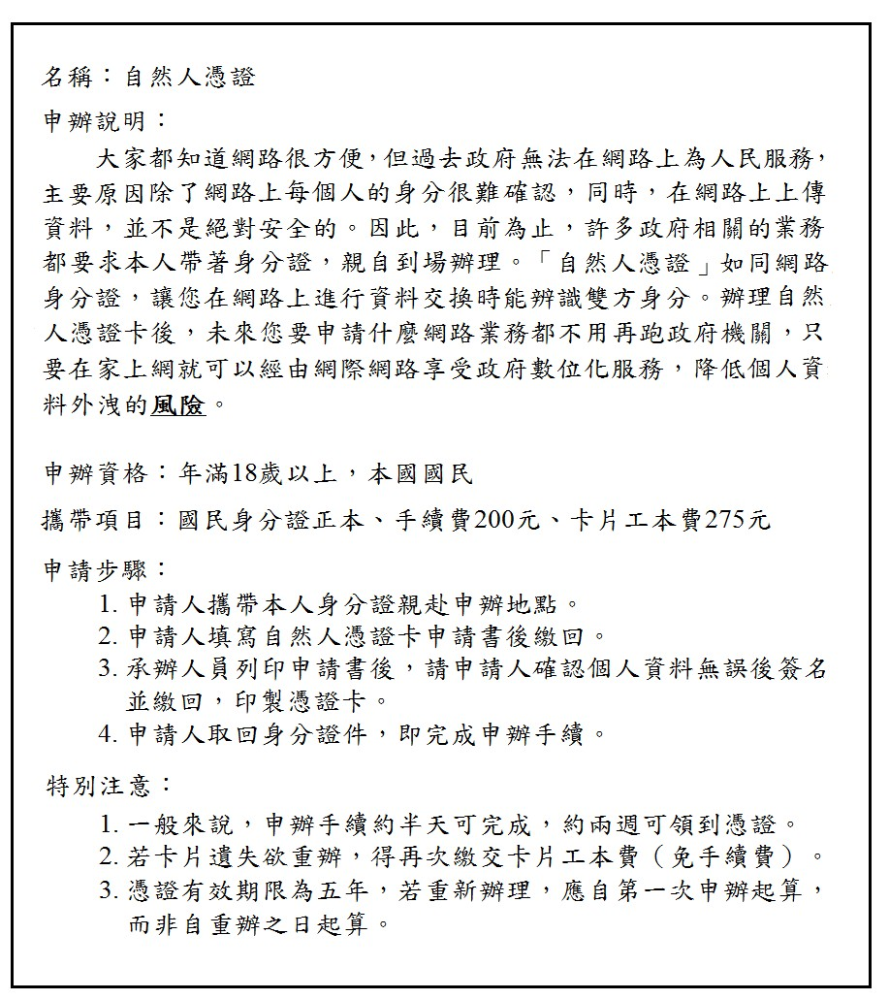 名稱：自然人憑證
申辦說明：
大家都知道網路很方便，但過去政府無法在網路上為人民服務，
主要原因除了網路上每個人的身分很難確認，同時，在網路上上傳
資料，並不是絕對安全的。因此，目前為止，許多政府相關的業務
都要求本人帶著身分證，親自到場辦理。「自然人憑證」如同網路
身分證，讓您在網路上進行資料交換時能辨識雙方身分。辦理自然
人憑證卡後，未來您要申請什麼網路業務都不用再跑政府機關，只
要在家上網就可以經由網際網路享受政府數位化服務，降低個人資
料外洩的風險。
申辦資格：年滿18歲以上，本國國民
攜帶項目：國民身分證正本、手續費200元、卡片工本費275元
申請步驟：
1. 申請人攜帶本人身分證親赴申辦地點。
2. 申請人填寫自然人憑證卡申請書後繳回。
3. 承辦人員列印申請書後，請申請人確認個人資料無誤後簽名
並繳回，印製憑證卡。
4. 申請人取回身分證件，即完成申辦手續。
特別注意：
1. 一般來說，申辦手續約半天可完成，約兩週可領到憑證。
2. 若卡片遺失欲重辦，得再次繳交卡片工本費（免手續費）。
3. 憑證有效期限為五年，若重新辦理，應自第一次申辦起算，
而非自重辦之日起算。